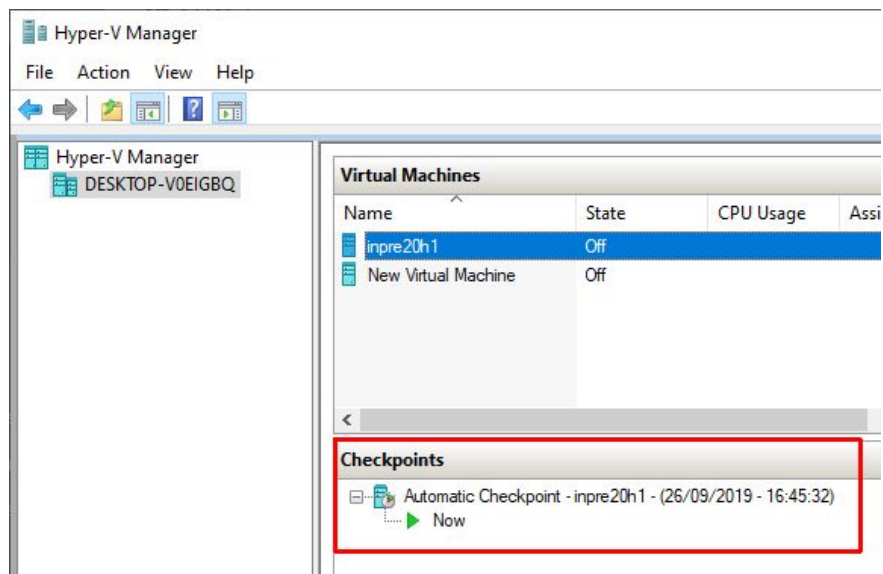 Hyper-V Manager
File Action View Help
Hyper-V Manager
DESKTOP-V0EIGBQ
Virtual Machines
Name State CPU Usage Assi
inpre20h1 Off
New Virtual Machine Off
Checkpoints
Automatic Checkpoint - inpre20h1 - (26/09/2019 - 16:45:32)
Now